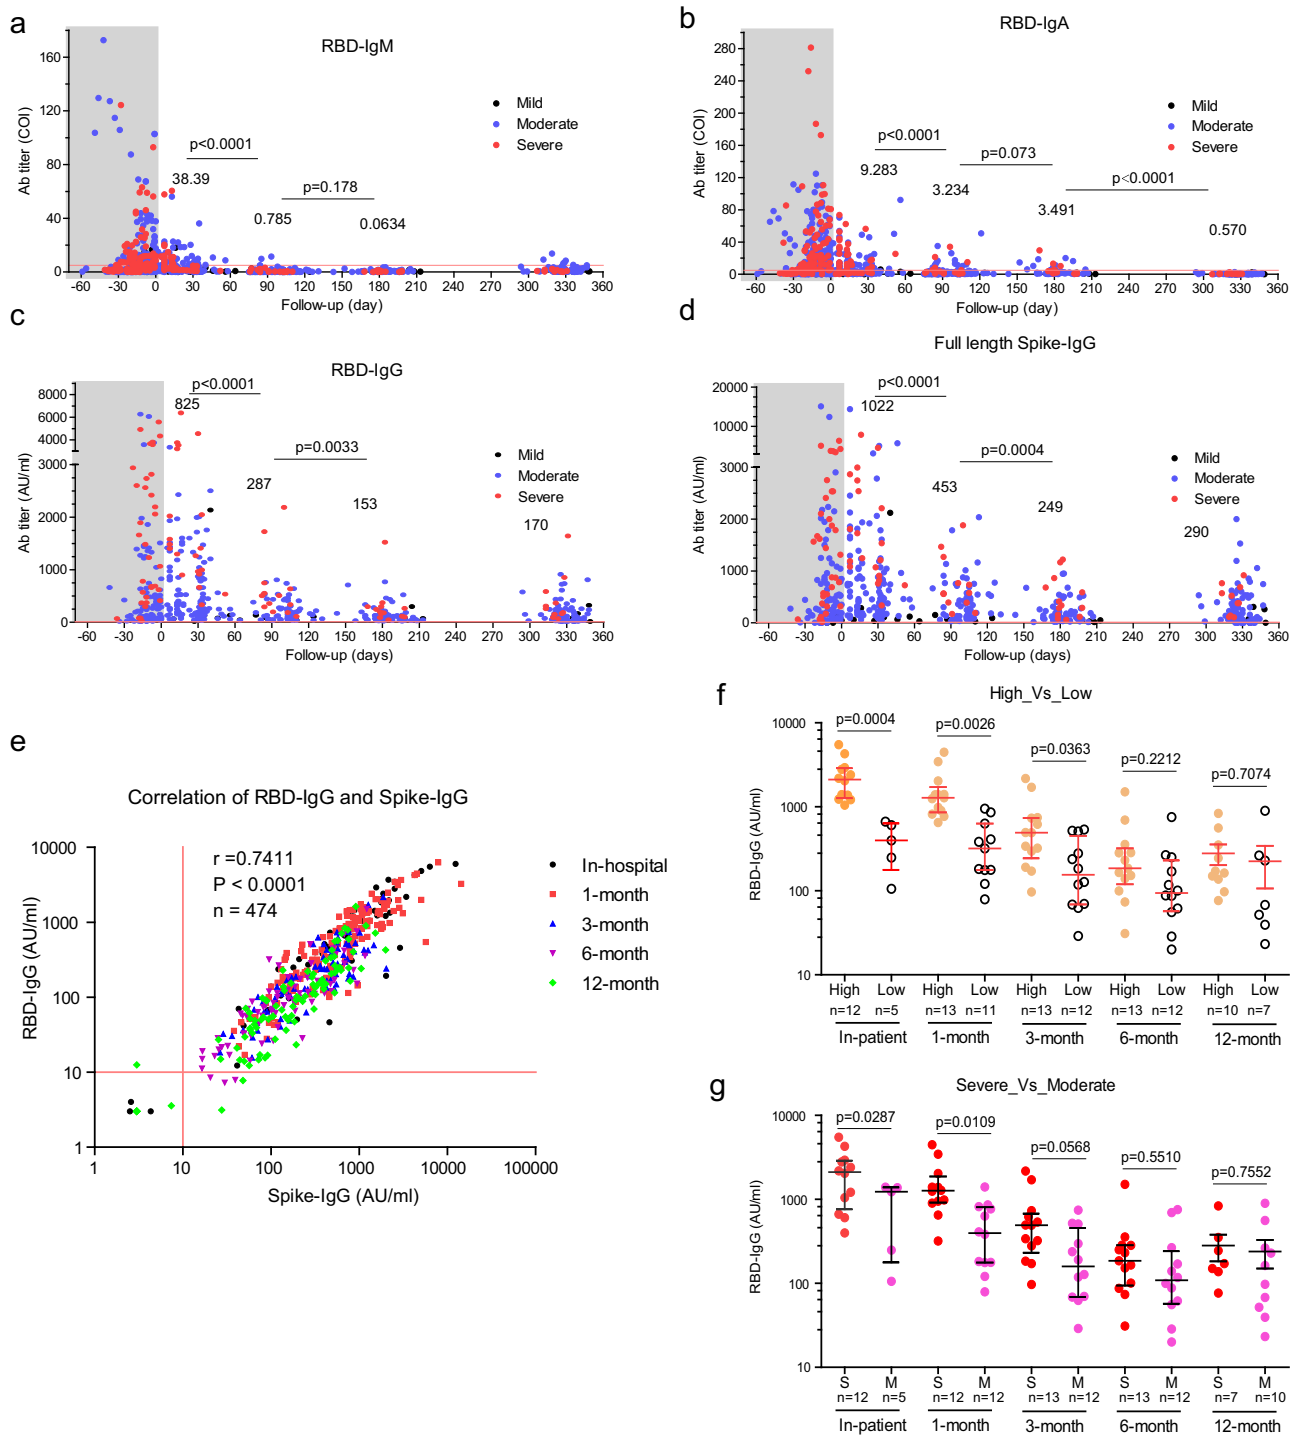 a
RBD-IgM
Ab titer (COI)
160
120
80
40
0
-60 -30 0 30 60 90 120 150 180 210 240 270 300 330 360
Follow-up (day)
Mild
Moderate
Severe
p<0.0001
38.39
p=0.178
0.785
0.0634
b
RBD-IgA
Ab titer (COI)
280
240
200
160
120
80
40
0
-60 -30 0 30 60 90 120 150 180 210 240 270 300 330 360
Follow-up (day)
Mild
Moderate
Severe
p<0.0001
p=0.073
p<0.0001
9.283
3.234
3.491
0.570
c
RBD-IgG
Ab titer (AU/ml)
8000
6000
4000
3000
2000
1000
0
-60 -30 0 30 60 90 120 150 180 210 240 270 300 330 360
Follow-up (days)
Mild
Moderate
Severe
p<0.0001
825
p=0.0033
287
153
170
d
Full length Spike-IgG
Ab titer (AU/ml)
20000
10000
3000
2000
1000
0
-60 -30 0 30 60 90 120 150 180 210 240 270 300 330 360
Follow-up (days)
Mild
Moderate
Severe
p<0.0001
1022
p=0.0004
453
249
290
e
Correlation of RBD-IgG and Spike-IgG
r =0.7411
P < 0.0001
n = 474
RBD-IgG (AU/ml)
10000
1000
100
10
1
1 10 100 1000 10000 100000
Spike-IgG (AU/ml)
In-hospital
1-month
3-month
6-month
12-month
f
High_Vs_Low
RBD-IgG (AU/ml)
10000
1000
100
10
p=0.0004
p=0.0026
p=0.0363
p=0.2212
p=0.7074
High Low High Low High Low High Low High Low
n=12 n=5 n=13 n=11 n=13 n=12 n=13 n=12 n=10 n=7
In-patient 1-month 3-month 6-month 12-month
g
Severe_Vs_Moderate
RBD-IgG (AU/ml)
10000
1000
100
10
p=0.0287
p=0.0109
p=0.0568
p=0.5510
p=0.7552
S M S M S M S M S M
n=12 n=5 n=12 n=12 n=13 n=12 n=13 n=12 n=7 n=10
In-patient 1-month 3-month 6-month 12-month